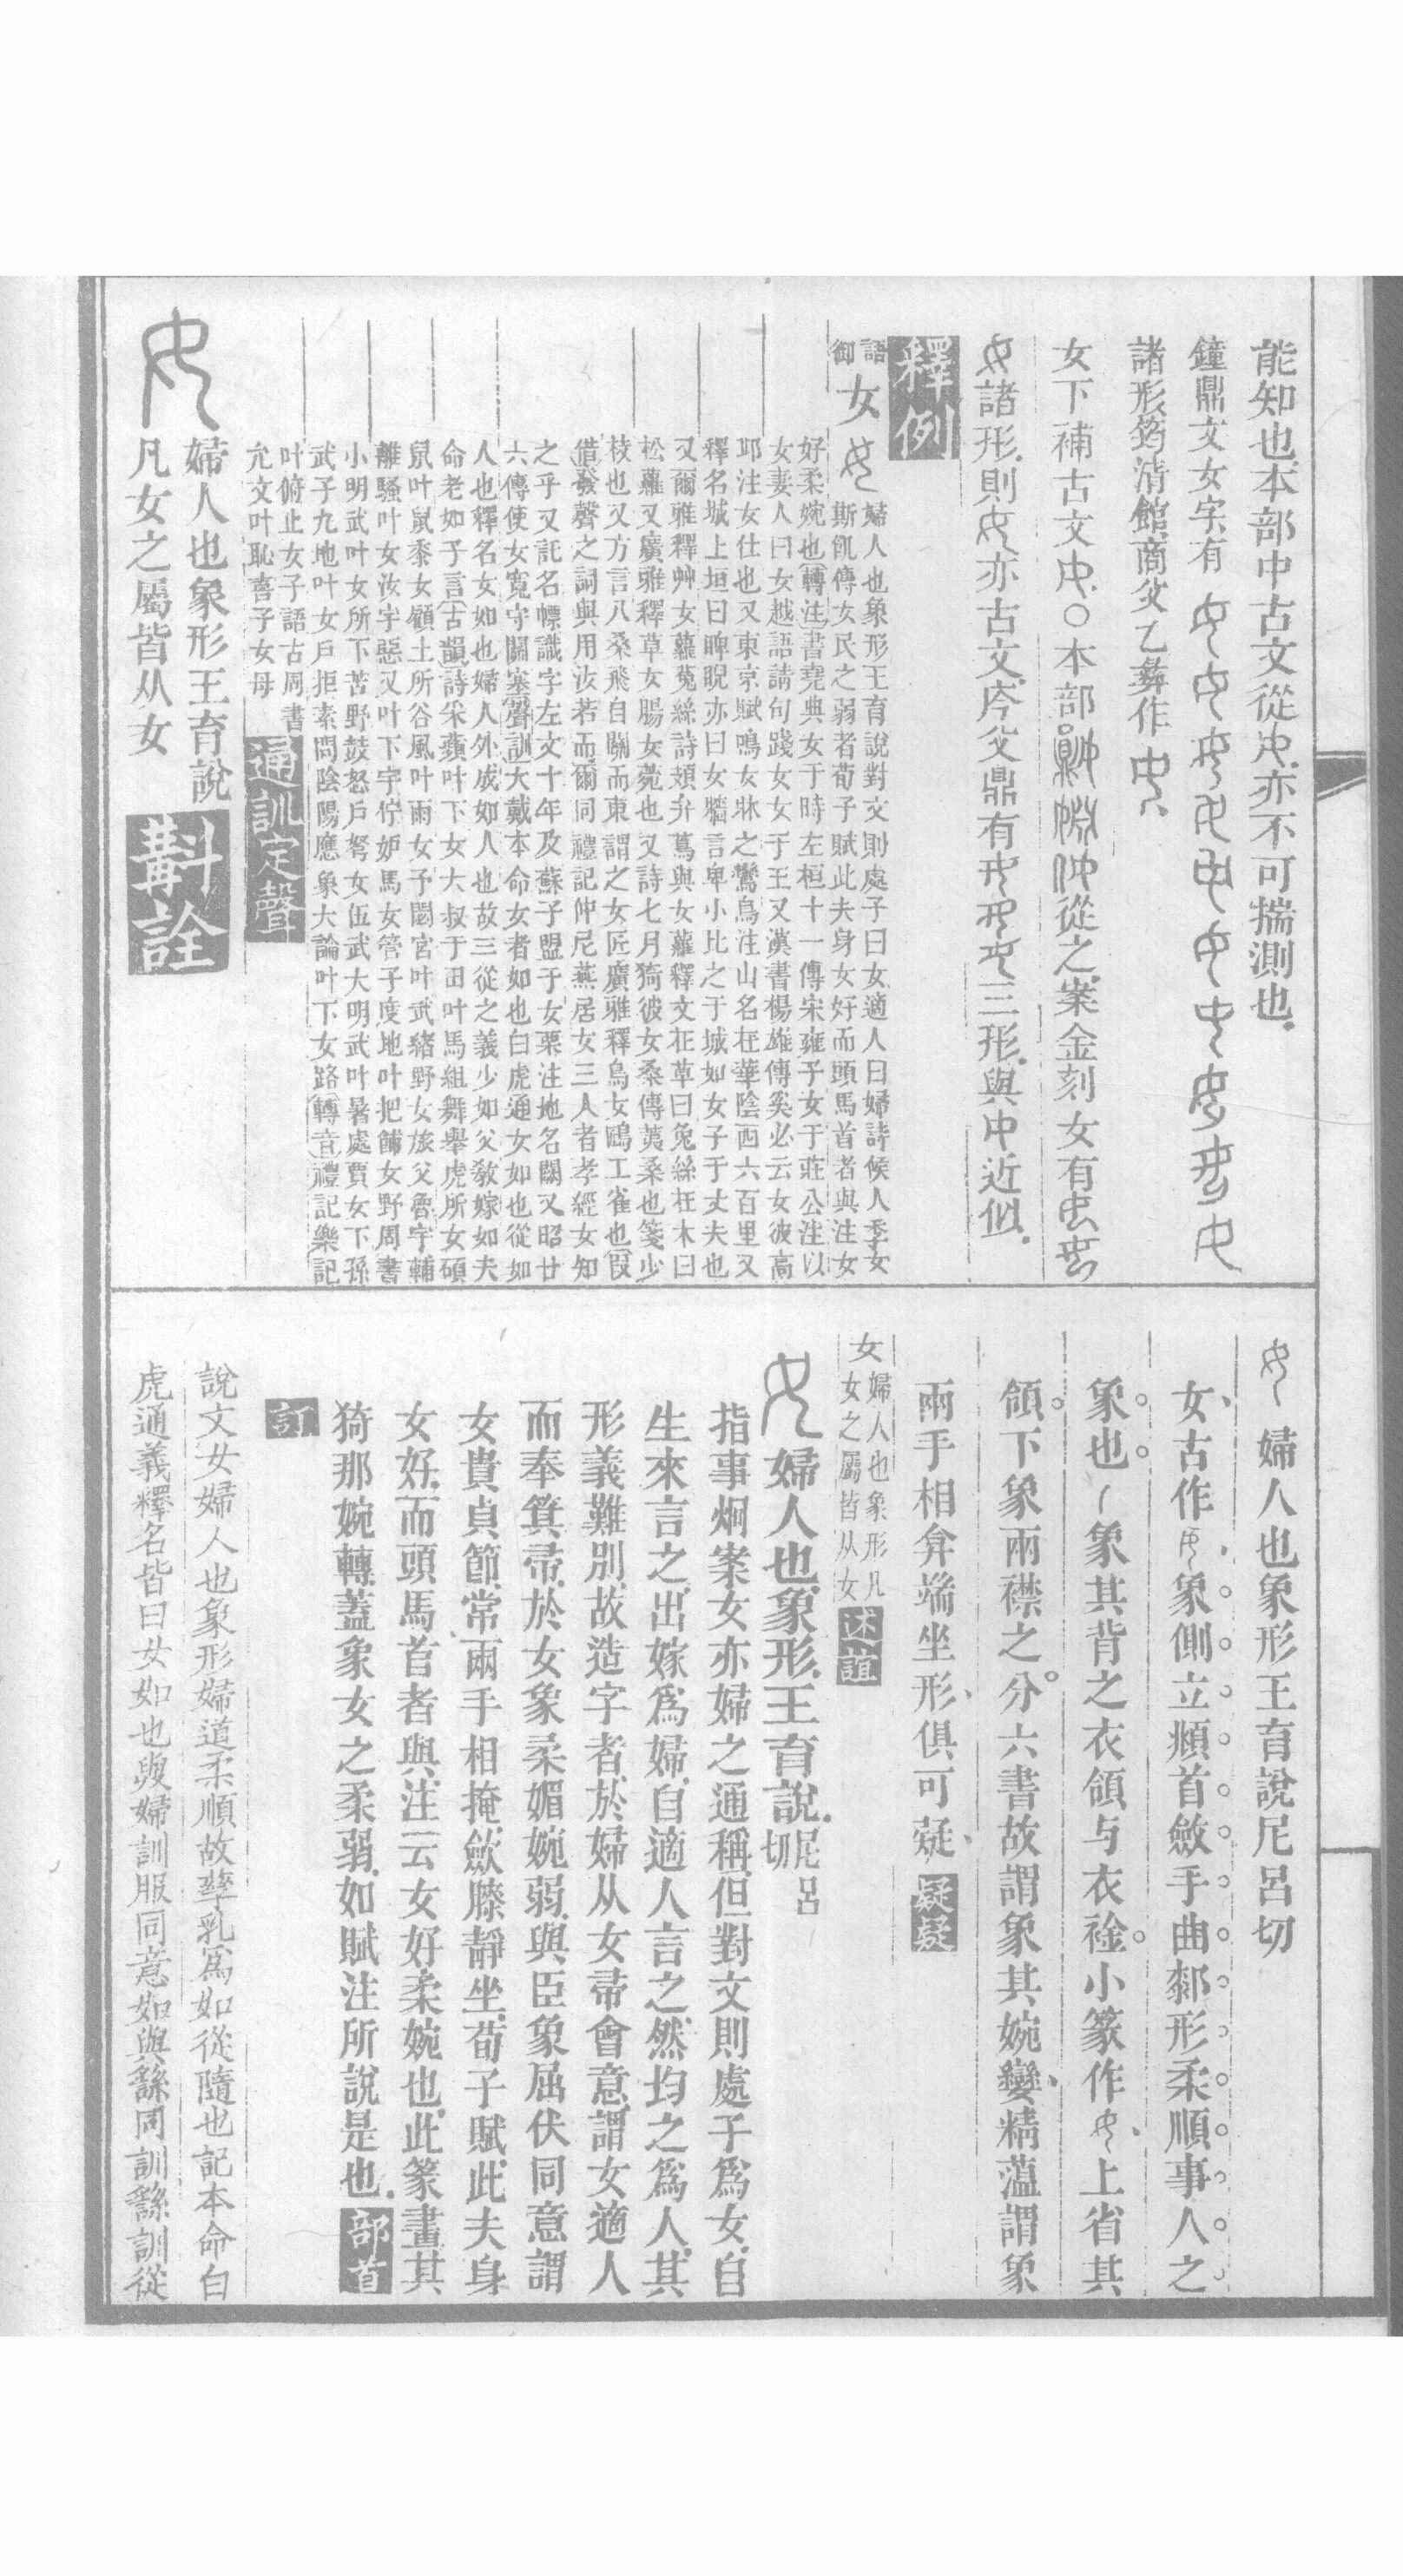 能知也本部中古文從亦不可揣測也
鐘鼎文女字有
諸形筠清館商父乙彝作
女下補古文〇本部從之案金刻女有
諸形則亦古文父鼎有三形與中近似
釋例
語御女
婦人也象形王育說對文則處子曰女適人曰婦詩候人季女
斯飢傳女民之弱者荀子賦此夫身女好而頭馬首者與注女
好柔婉也轉注書堯典女于時左桓十一傳宋雍子女于莊公注以
女妻人曰女越語請句踐女女于王又漢書楊雄傳奚必云女彼高
耶注女仕也又東京賦鳴女牀之鸞鳥注山名在華陰西六百里又
釋名城上垣曰睥睨亦曰女牆言卑小比之于城如女子于丈夫也
又爾雅釋艸女蘿菟絲詩頍弁蔦與女蘿釋文在草曰兔絲在木曰
松蘿又廣雅釋草女腸女菀也又詩七月猗彼女桑傳荑桑也箋少
枝也又方言八桑飛自關而東謂之女匠廣雅釋鳥女鴎工雀也叚
借發聲之詞與用汝若而爾同禮記仲尼燕居女三人者孝經女知
之乎又託名幖識字左文十年及蘇子盟于女栗注地名闕又昭廿
六傳使女寬守關塞聲訓大戴本命女者如也白虎通女如也從如
人也釋名女如也婦人外成如人也故三從之義少如父教嫁如夫
命老如子言古韻詩采蘋叶下女大叔于田叶馬組舞舉虎所女碩
鼠叶鼠黍女顧土所谷風叶雨女予閟宮叶武緒野女旅父魯宇輔
離騷叶女汝宇惡又叶下宇佇妒馬女管子度地叶把餔女野周書
小明武叶女所下苦野鼓怒戶弩女伍武大明武叶暑處賈女下孫
武子九地叶女戶拒素問陰陽應象大論叶下女路轉音禮記樂記
叶俯止女子語古周書
允文叶恥喜子女母
通訓定聲
婦人也象形王育說
凡女之屬皆从女
斠詮
婦人也象形王育說尼呂切
女古作象側立頫首斂手曲厀形柔順事人之
象也象其背之衣領与衣裣小篆作上省其
領下象兩襟之分六書故謂象其婉孌精薀謂象
兩手相弇端坐形俱可疑
疑疑
女婦人也象形凡
女之屬皆从女
述誼
婦人也象形王育說尼呂切
指事炯案女亦婦之通稱但對文則處子爲女自
生來言之出嫁爲婦自適人言之然均之爲人其
形義難別故造字者於婦从女帚會意謂女適人
而奉箕帚於女象柔媚婉弱與臣象屈伏同意謂
女貴貞節常兩手相掩歛膝靜坐荀子賦此夫身
女好而頭馬首者與注云女好柔婉也此篆畫其
猗那婉轉蓋象女之柔弱如賦注所說是也
部首
訂
說文女婦人也象形婦道柔順故孳乳爲如從隨也記本命白
虎通義釋名皆曰女如也與婦訓服同意如與䌛同訓䌛訓從